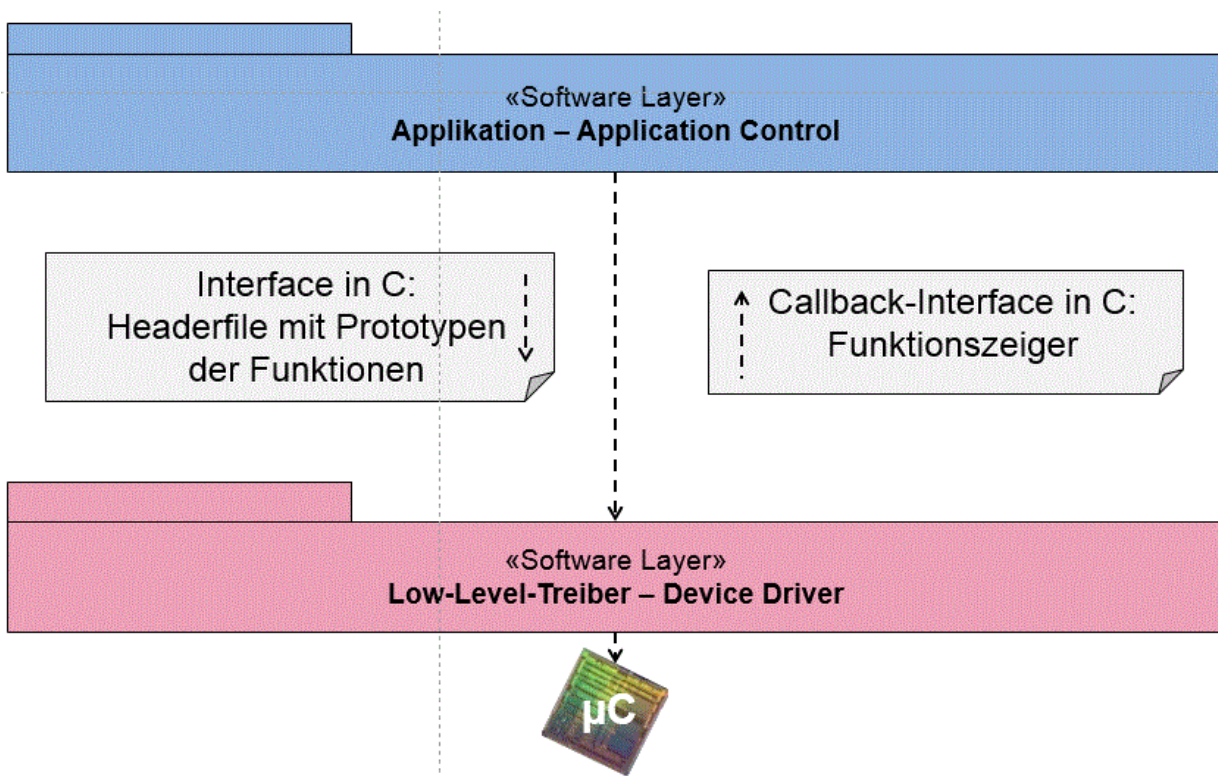 «Software Layer»
Applikation – Application Control
Interface in C:
Headerfile mit Prototypen
der Funktionen
Callback-Interface in C:
Funktionszeiger
«Software Layer»
Low-Level-Treiber – Device Driver
µC